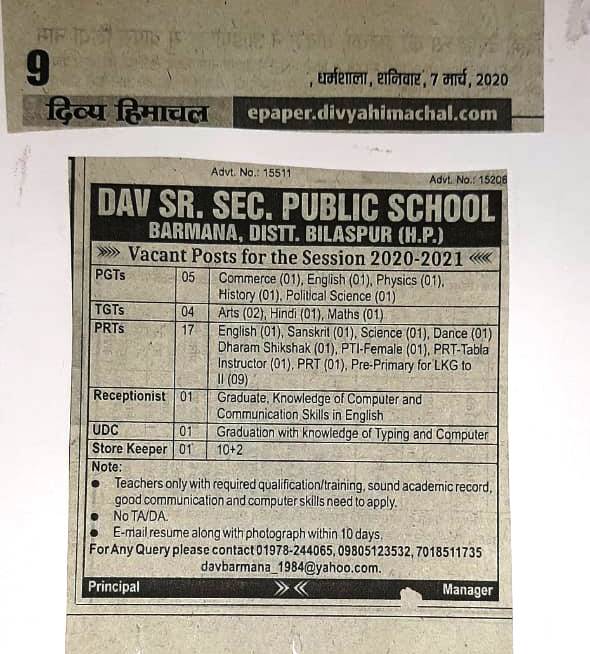 9
, धर्मशाला, शनिवार, 7 मार्च, 2020
दिव्य हिमाचल epaper.divyahimachal.com
Advt. No.: 15511 Advt. No.: 15206
DAV SR. SEC. PUBLIC SCHOOL
BARMANA, DISTT. BILASPUR (H.P.)
Vacant Posts for the Session 2020-2021
PGTs 05 Commerce (01), English (01), Physics (01),
History (01), Political Science (01)
TGTs 04 Arts (02), Hindi (01), Maths (01)
PRTs 17 English (01), Sanskrit (01), Science (01), Dance (01)
Dharam Shikshak (01), PTI-Female (01), PRT-Tabla
Instructor (01), PRT (01), Pre-Primary for LKG to
II (09)
Receptionist 01 Graduate, Knowledge of Computer and
Communication Skills in English
UDC 01 Graduation with knowledge of Typing and Computer
Store Keeper 01 10+2
Note:
● Teachers only with required qualification/training, sound academic record,
good communication and computer skills need to apply.
● No TA/DA.
● E-mail resume along with photograph within 10 days.
For Any Query please contact 01978-244065, 09805123532, 7018511735
davbarmana_1984@yahoo.com.
Principal Manager